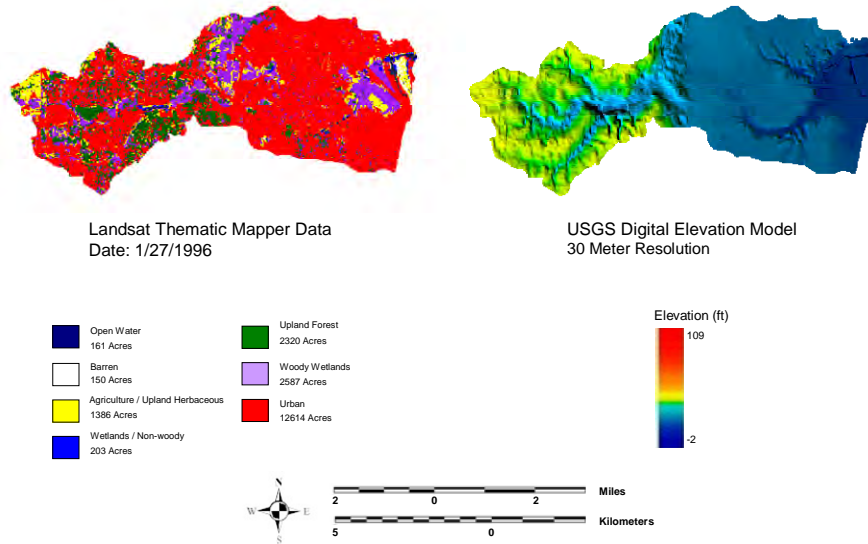 Landsat Thematic Mapper Data
Date: 1/27/1996
USGS Digital Elevation Model
30 Meter Resolution
Open Water
161 Acres
Barren
150 Acres
Agriculture / Upland Herbaceous
1386 Acres
Wetlands / Non-woody
203 Acres
Upland Forest
2320 Acres
Woody Wetlands
2587 Acres
Urban
12614 Acres
Elevation (ft)
109
-2
N
W E
S
2 0 2 Miles
5 0 Kilometers